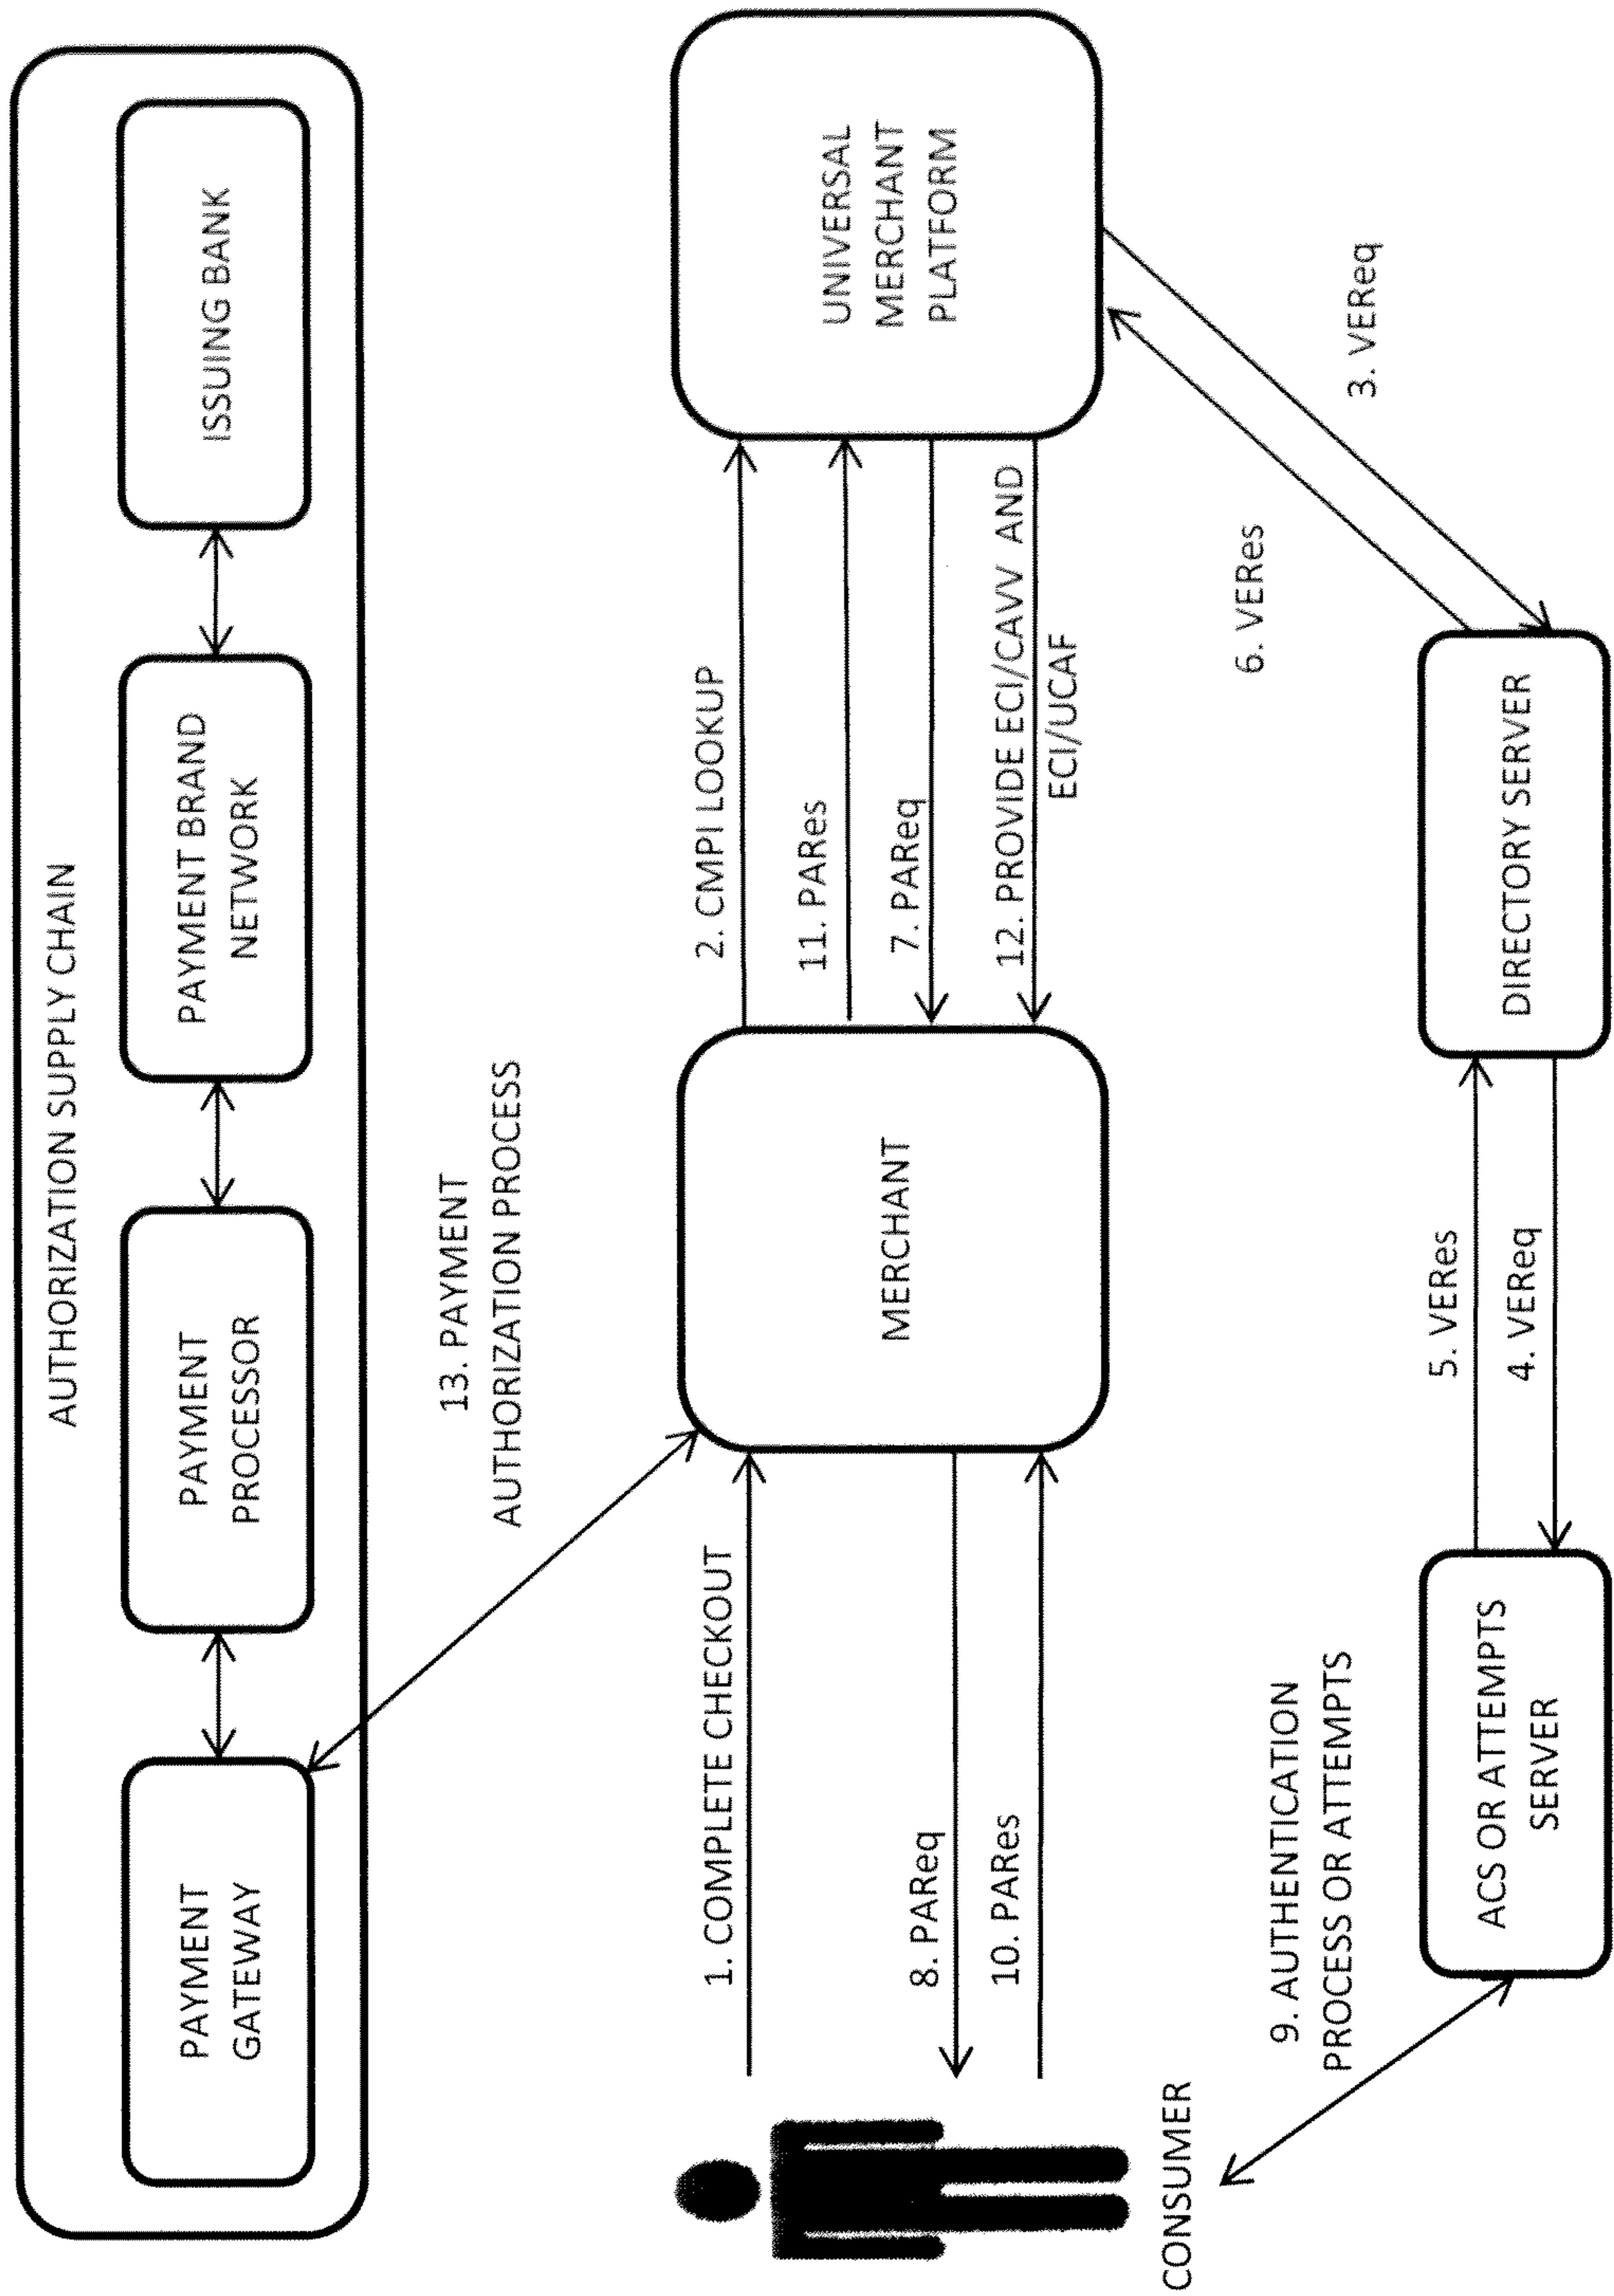 AUTHORIZATION SUPPLY CHAIN
PAYMENT
GATEWAY
PAYMENT
PROCESSOR
PAYMENT BRAND
NETWORK
ISSUING BANK
13. PAYMENT
AUTHORIZATION PROCESS
1. COMPLETE CHECKOUT
8. PAReq
10. PARes
CONSUMER
MERCHANT
2. CMPI LOOKUP
11. PARes
7. PAReq
12. PROVIDE ECI/CAVV AND
ECI/UCAF
UNIVERSAL
MERCHANT
PLATFORM
9. AUTHENTICATION
PROCESS OR ATTEMPTS
ACS OR ATTEMPTS
SERVER
5. VERes
4. VEReq
DIRECTORY SERVER
6. VERes
3. VEReq